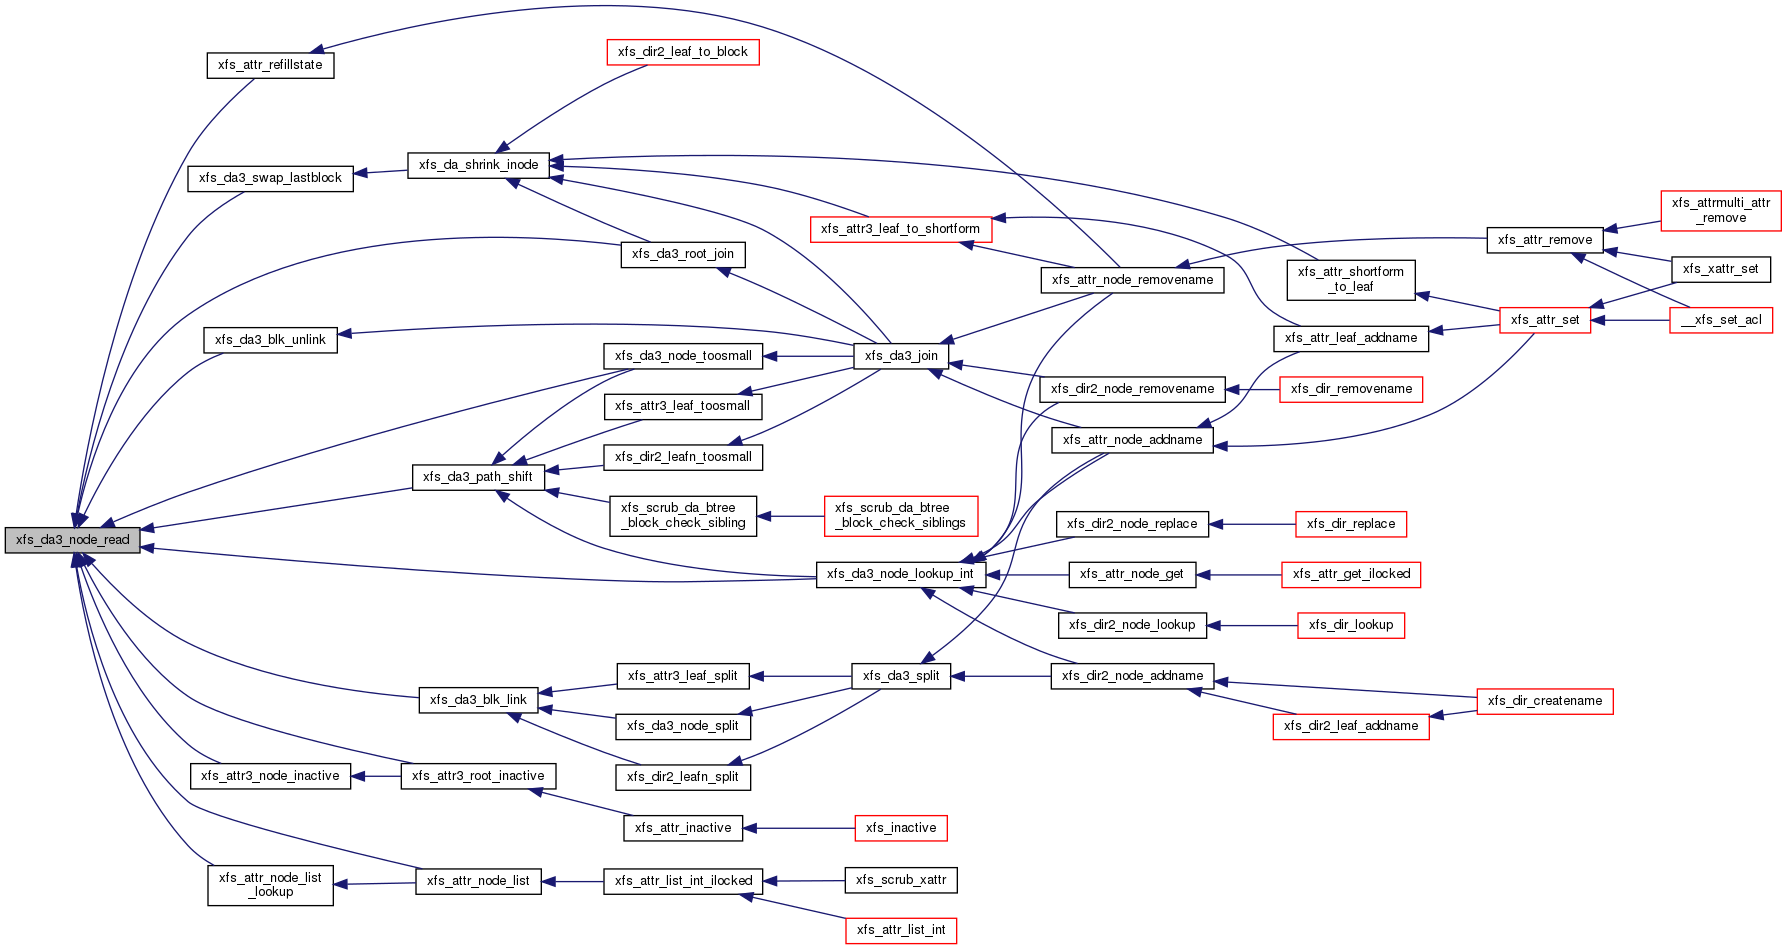 xfs_attr_refillstate
xfs_dir2_leaf_to_block
xfs_da_shrink_inode
xfs_da3_swap_lastblock
xfs_attrmulti_attr
_remove
xfs_attr3_leaf_to_shortform
xfs_attr_remove
xfs_da3_root_join
xfs_xattr_set
xfs_attr_node_removename
xfs_attr_shortform
_to_leaf
xfs_attr_set
__xfs_set_acl
xfs_da3_blk_unlink
xfs_attr_leaf_addname
xfs_da3_node_toosmall
xfs_da3_join
xfs_dir2_node_removename
xfs_dir_removename
xfs_attr3_leaf_toosmall
xfs_attr_node_addname
xfs_dir2_leafn_toosmall
xfs_da3_path_shift
xfs_scrub_da_btree
_block_check_sibling
xfs_scrub_da_btree
_block_check_siblings
xfs_dir2_node_replace
xfs_dir_replace
xfs_da3_node_read
xfs_da3_node_lookup_int
xfs_attr_node_get
xfs_attr_get_ilocked
xfs_dir2_node_lookup
xfs_dir_lookup
xfs_attr3_leaf_split
xfs_da3_split
xfs_dir2_node_addname
xfs_da3_blk_link
xfs_dir_createname
xfs_da3_node_split
xfs_dir2_leaf_addname
xfs_attr3_node_inactive
xfs_attr3_root_inactive
xfs_dir2_leafn_split
xfs_attr_inactive
xfs_inactive
xfs_attr_node_list
_lookup
xfs_attr_node_list
xfs_attr_list_int_ilocked
xfs_scrub_xattr
xfs_attr_list_int